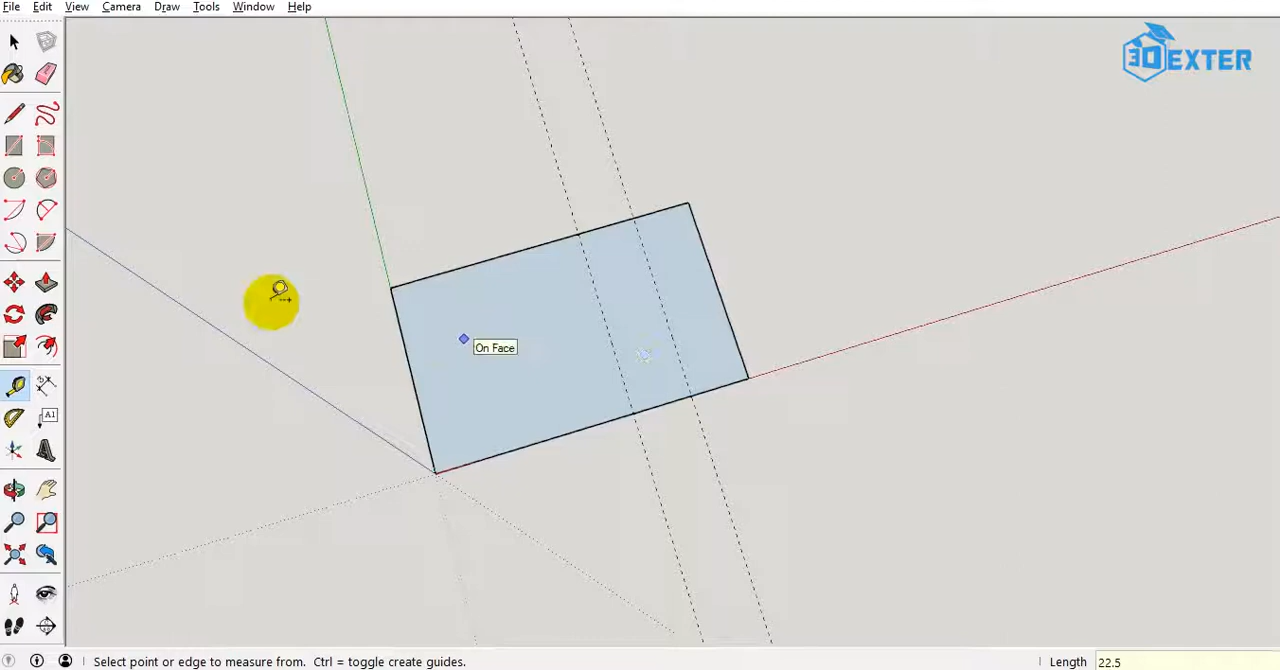 File Edit View Camera Draw Tools Window Help
3DEXTER
On Face
A1
Select point or edge to measure from. Ctrl = toggle create guides. Length 22.5